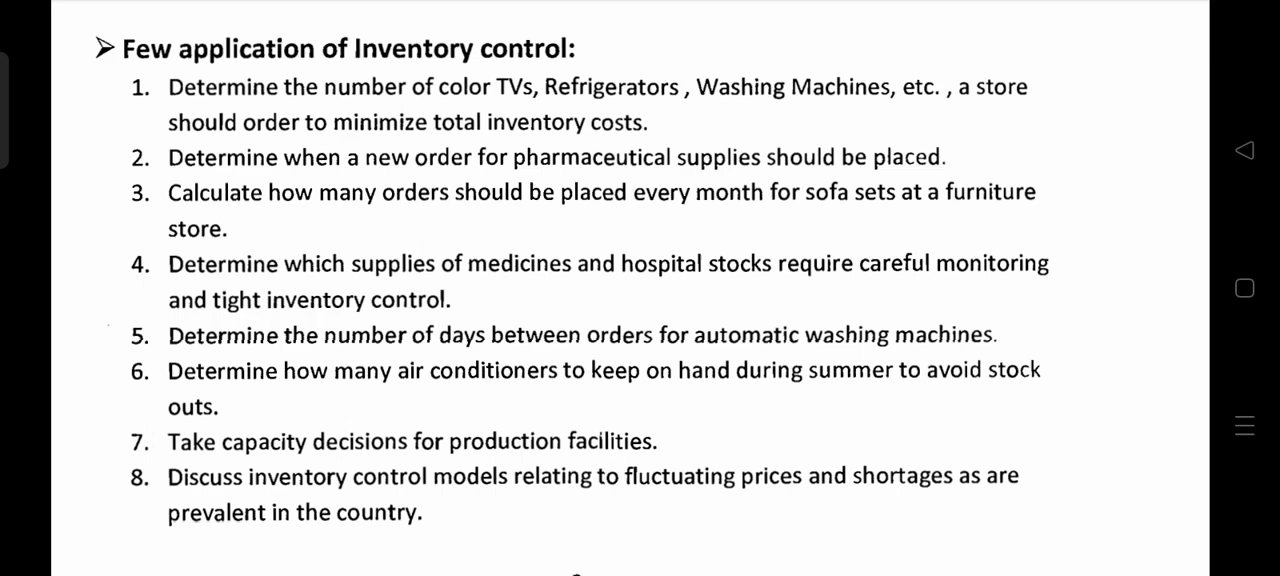 ➢ Few application of Inventory control:
1. Determine the number of color TVs, Refrigerators , Washing Machines, etc. , a store
should order to minimize total inventory costs.
2. Determine when a new order for pharmaceutical supplies should be placed.
3. Calculate how many orders should be placed every month for sofa sets at a furniture
store.
4. Determine which supplies of medicines and hospital stocks require careful monitoring
and tight inventory control.
5. Determine the number of days between orders for automatic washing machines.
6. Determine how many air conditioners to keep on hand during summer to avoid stock
outs.
7. Take capacity decisions for production facilities.
8. Discuss inventory control models relating to fluctuating prices and shortages as are
prevalent in the country.